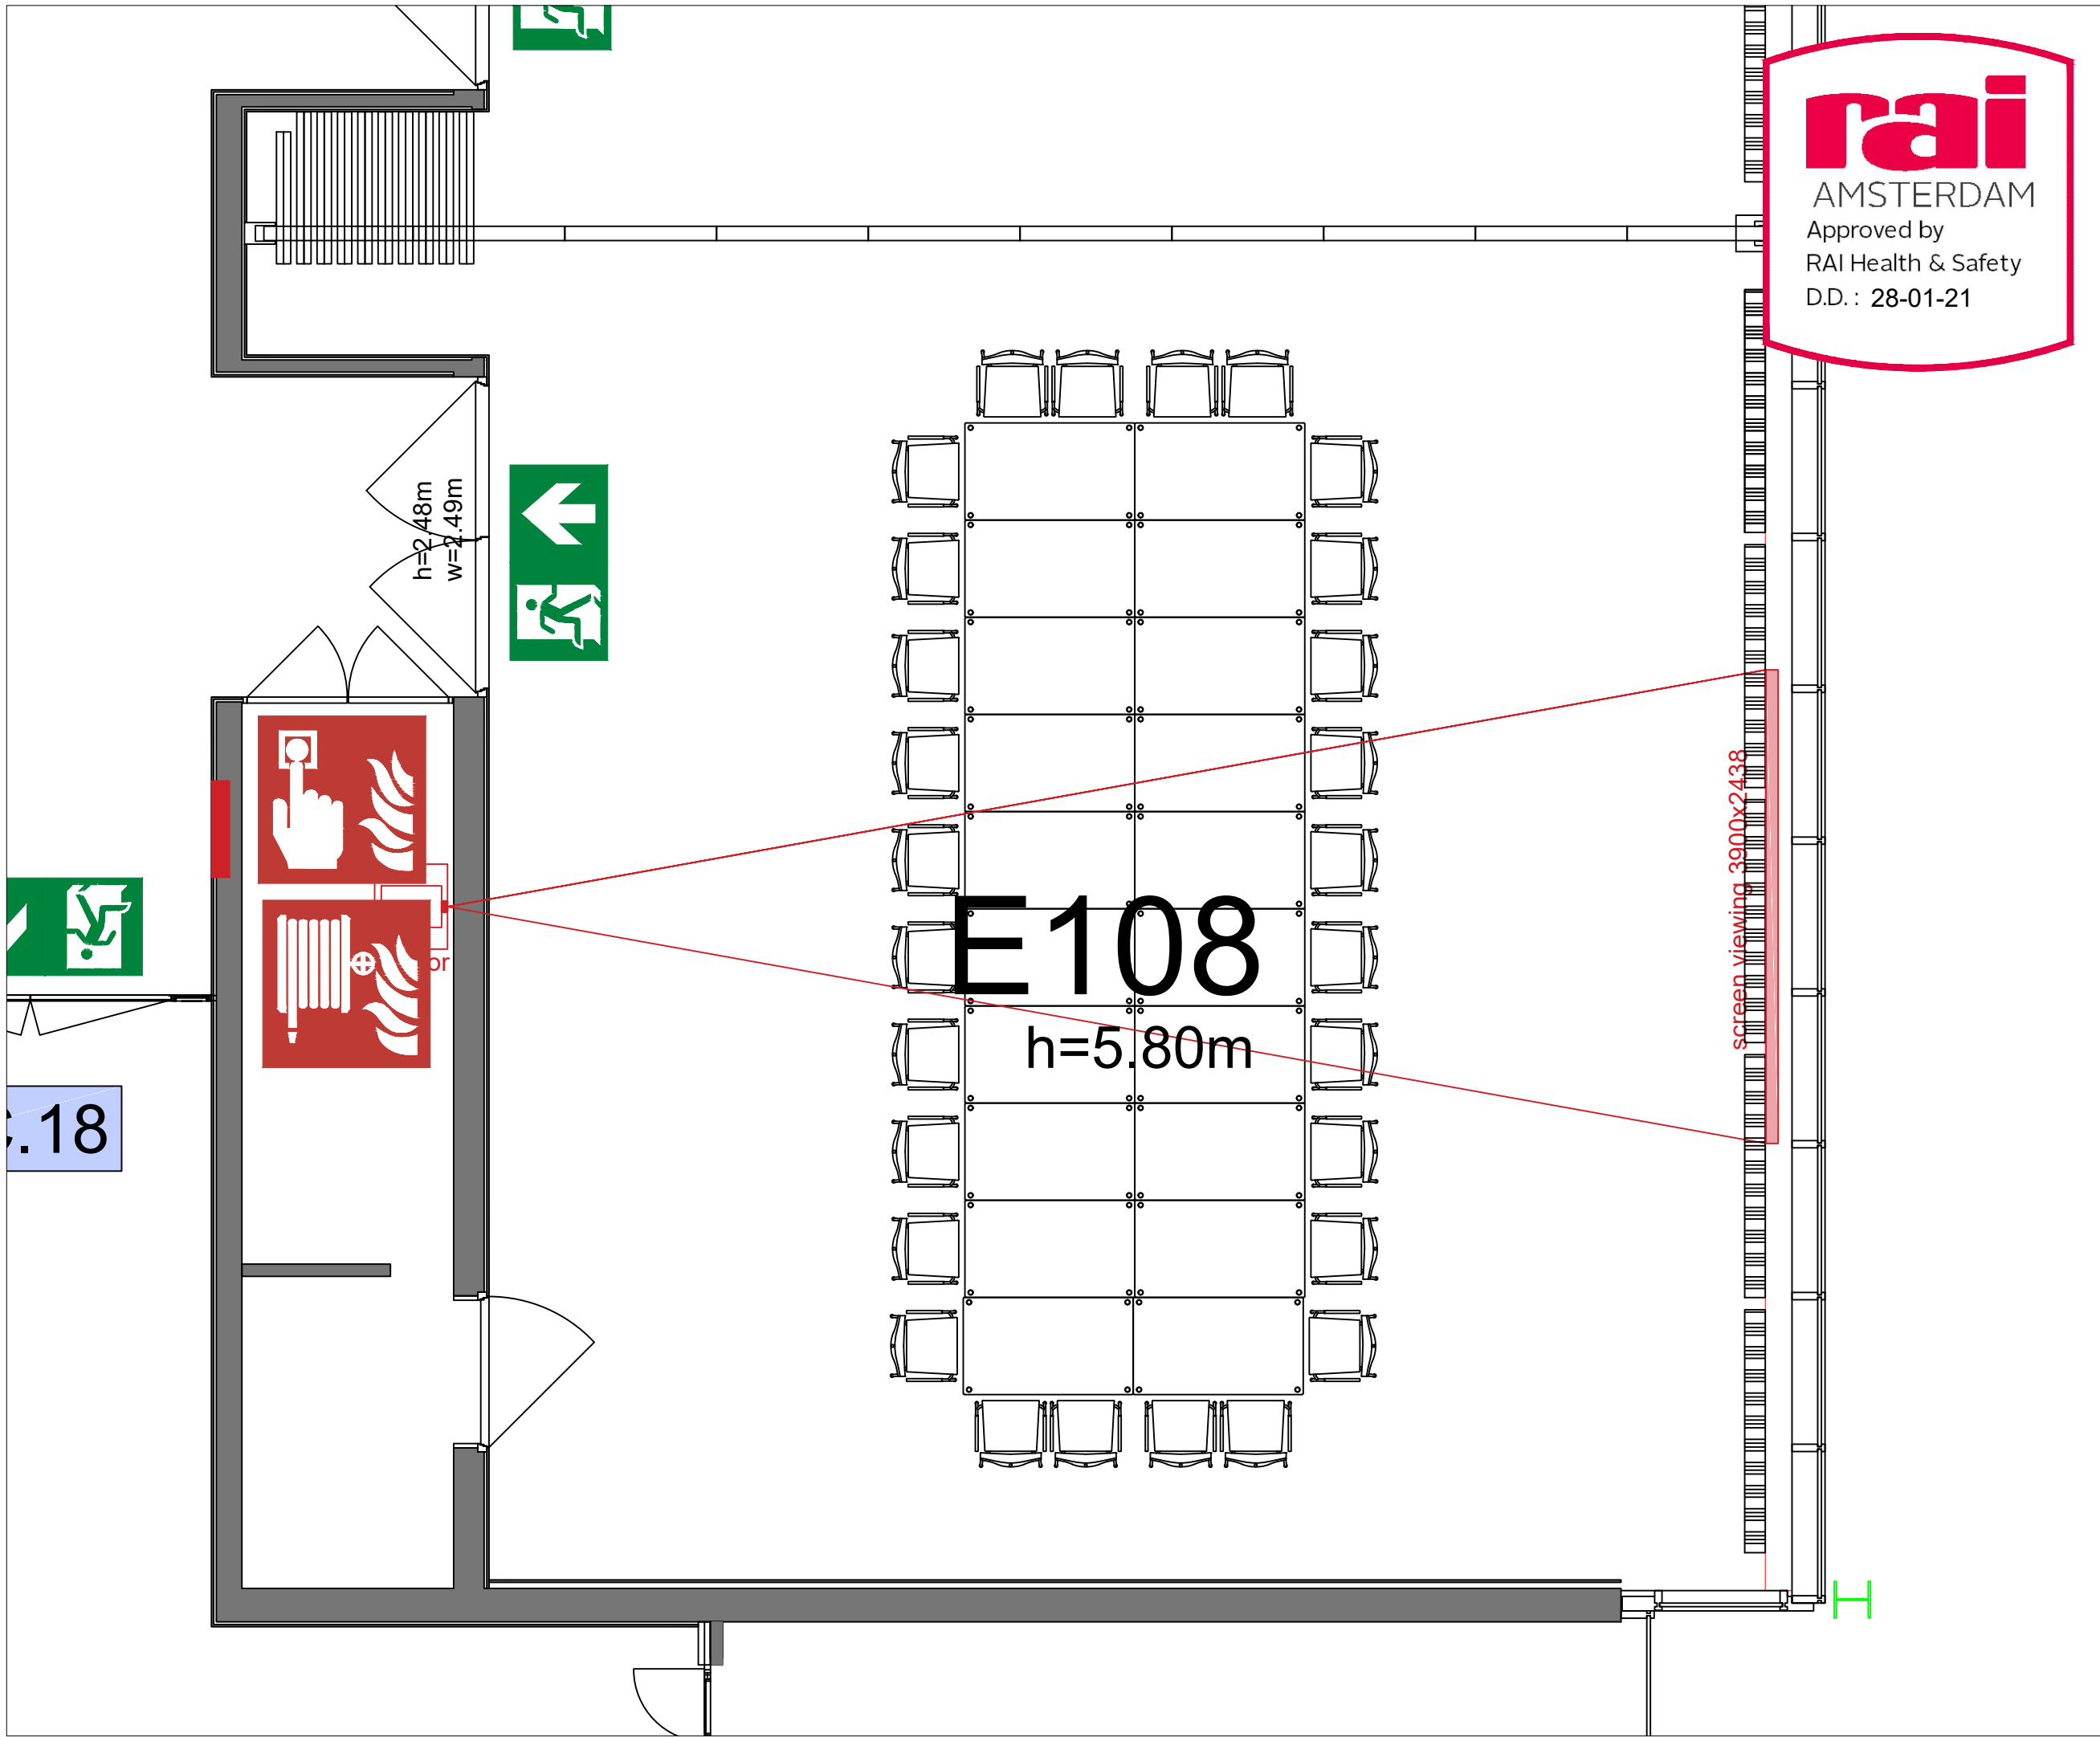 rai
AMSTERDAM
Approved by
RAI Health & Safety
D.D. : 28-01-21
h=2.48m
w=2.49m
screen viewing 3900x2438
E108
h=5.80m
or
.18
H